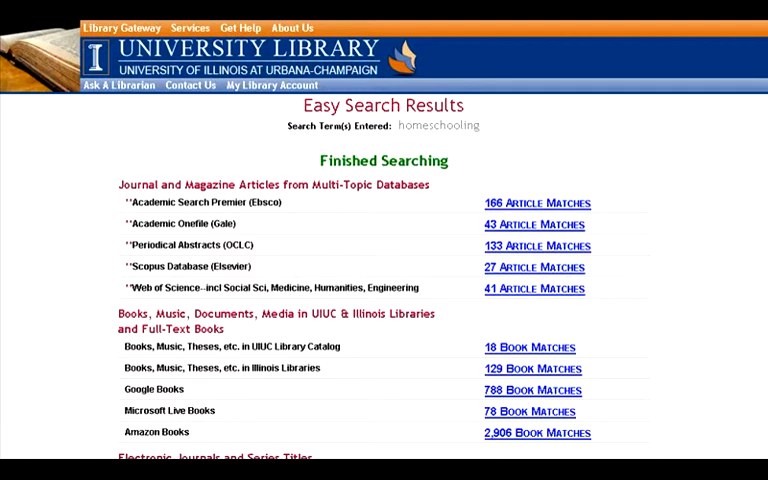 Library Gateway Services Get Help About Us
I UNIVERSITY LIBRARY
UNIVERSITY OF ILLINOIS AT URBANA-CHAMPAIGN
Ask A Librarian Contact Us My Library Account
Easy Search Results
Search Term(s) Entered: homeschooling
Finished Searching
Journal and Magazine Articles from Multi-Topic Databases
**Academic Search Premier (Ebsco) 166 ARTICLE MATCHES
**Academic Onefile (Gale) 43 ARTICLE MATCHES
**Periodical Abstracts (OCLC) 133 ARTICLE MATCHES
**Scopus Database (Elsevier) 27 ARTICLE MATCHES
**Web of Science--incl Social Sci, Medicine, Humanities, Engineering 41 ARTICLE MATCHES
Books, Music, Documents, Media in UIUC & Illinois Libraries
and Full-Text Books
Books, Music, Theses, etc. in UIUC Library Catalog 18 BOOK MATCHES
Books, Music, Theses, etc. in Illinois Libraries 129 BOOK MATCHES
Google Books 788 BOOK MATCHES
Microsoft Live Books 78 BOOK MATCHES
Amazon Books 2,906 BOOK MATCHES
Electronic Journals and Series Titles